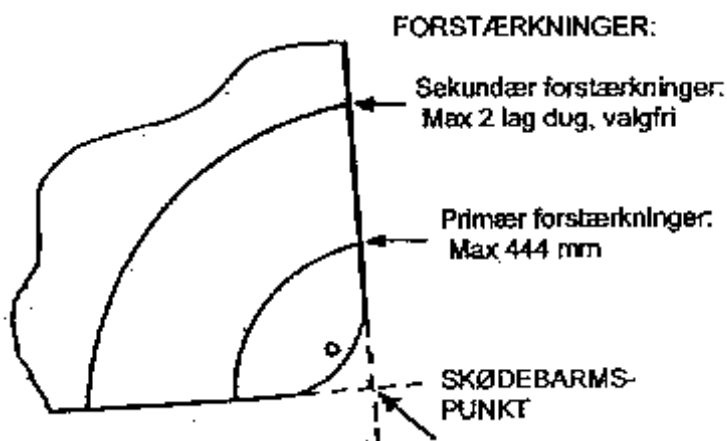 FORSTÆRKNINGER:
Sekundær forstærkninger:
Max 2 lag dug, valgfri
Primær forstærkninger:
Max 444 mm
SKØDEBARMS-
PUNKT